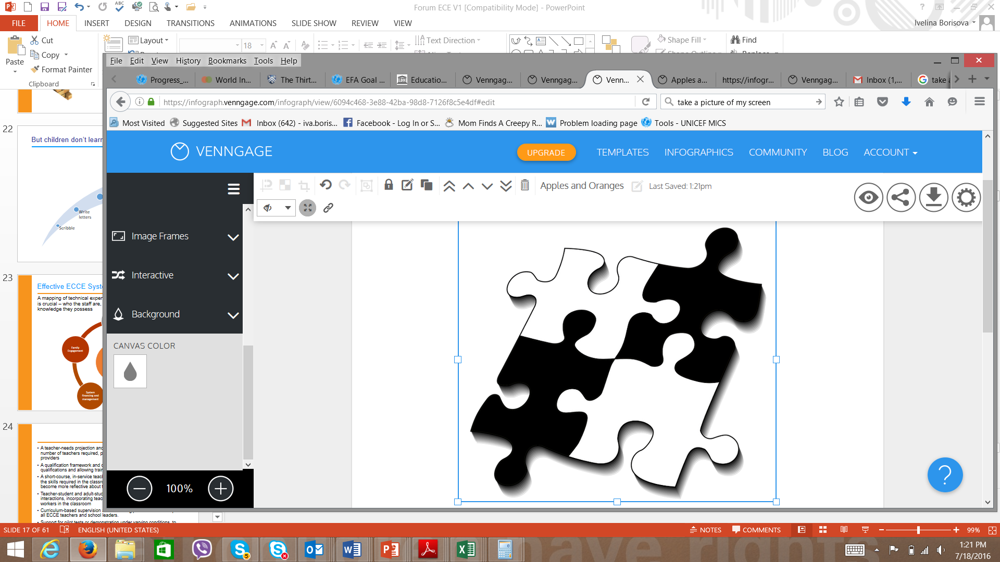 Forum ECE V1 [Compatibility Mode] - PowerPoint
FILE HOME INSERT DESIGN TRANSITIONS ANIMATIONS SLIDE SHOW REVIEW VIEW
Ivelina Borisova
Paste
Cut
Copy
Format Painter
Clipboard
Layout
18
Text Direction
Shape Fill
Find
File Edit View History Bookmarks Tools Help
Progress_... World In... The Thirt... EFA Goal ... Educatio... Venngag... Venngag... Venn... Apples a... https://infogr... Venngag... Inbox (1,... take a
https://infograph.venngage.com/infograph/view/6094c468-3e88-42ba-98d8-7126f8c5e4df#edit
take a picture of my screen
Most Visited Suggested Sites Inbox (642) - iva.boris... Facebook - Log In or S... Mom Finds A Creepy R... Problem loading page Tools - UNICEF MICS
VENNGAGE
UPGRADE TEMPLATES INFOGRAPHICS COMMUNITY BLOG ACCOUNT
Apples and Oranges Last Saved: 1:21pm
Image Frames
Interactive
Background
CANVAS COLOR
100%
?
22
But children don't learn
Write
letters
Scribble
23
Effective ECCE Syst
A mapping of technical exper
is crucial – who the staff are,
knowledge they possess
Family
Engagement
System
financing and
management
24
• A teacher-needs projection and
number of teachers required, p
providers
• A qualification framework and
qualifications and allowing train
• A short-course, in-service teac
the skills required in the classro
become more reflective about
• Teacher-student and adult-stu
interactions, incorporating teac
workers in the classroom
• Curriculum-based supervision
all ECCE teachers and school leaders.
• Support for pilot tests or demonstration under varying conditions, to
SLIDE 17 OF 61 ENGLISH (UNITED STATES) NOTES COMMENTS 99%
have rights
1:21 PM
7/18/2016